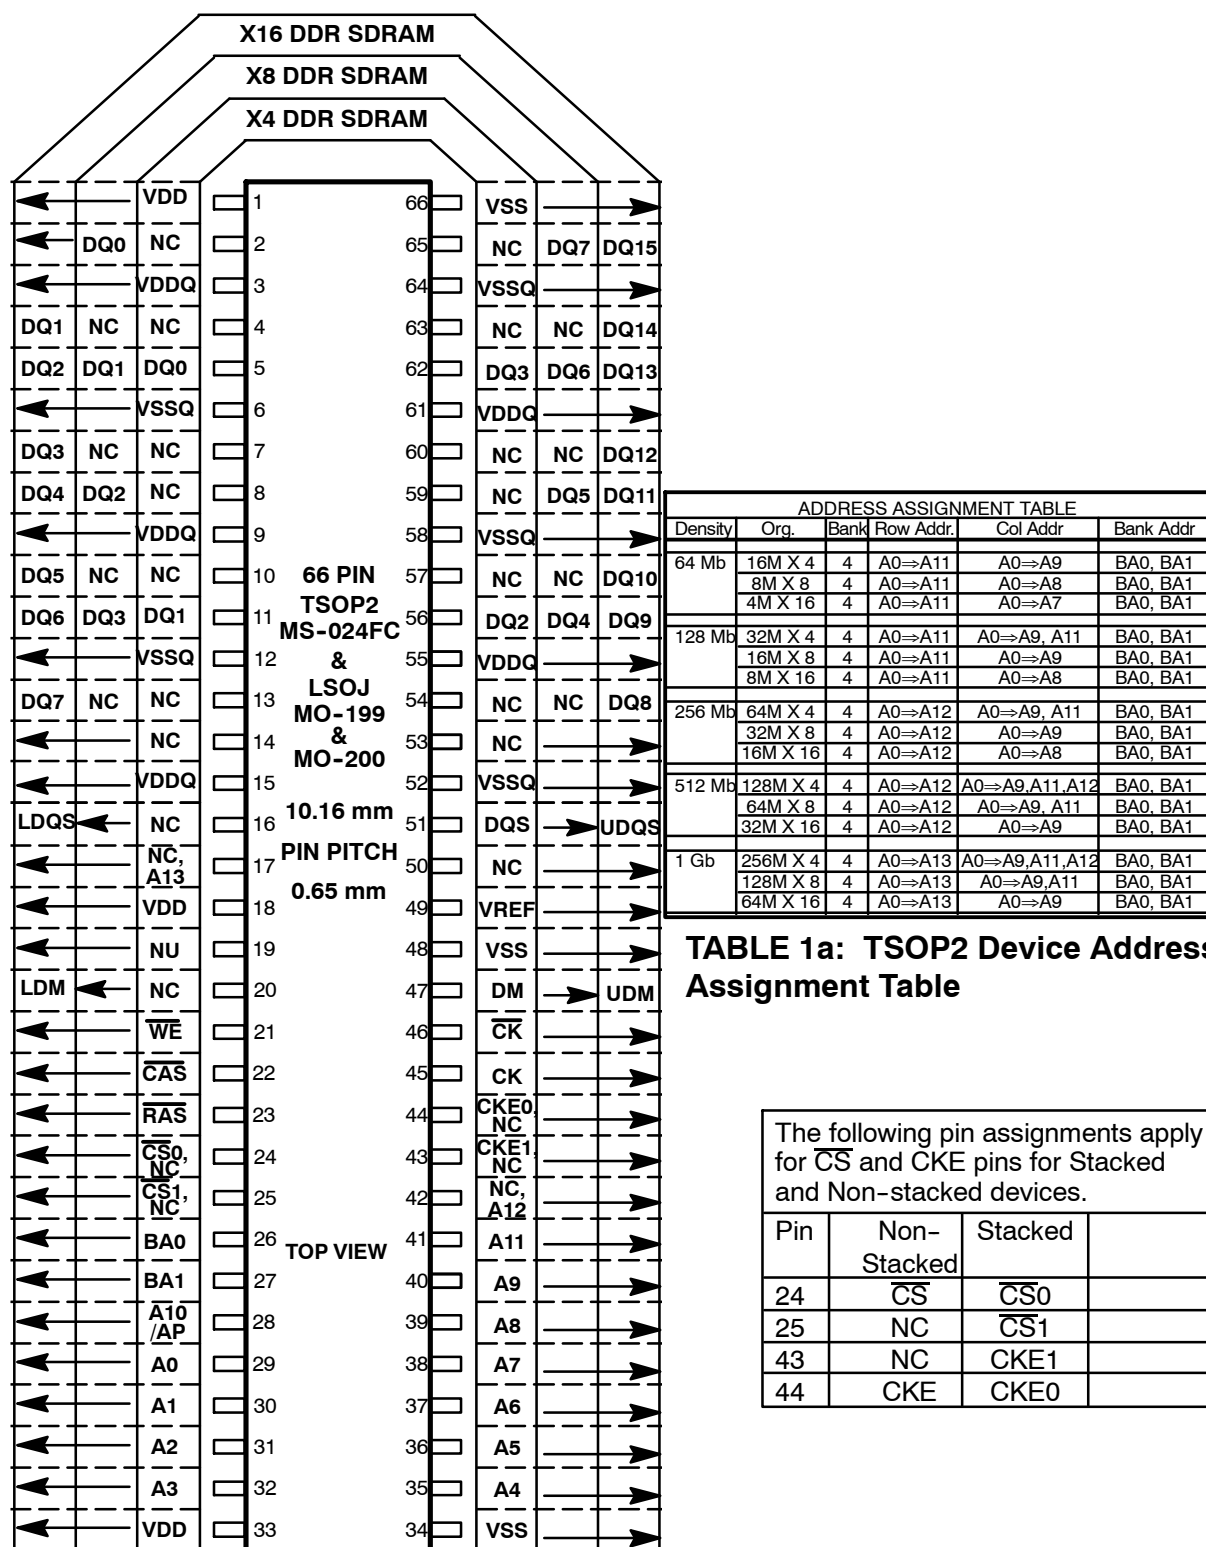 X16 DDR SDRAM
X8 DDR SDRAM
X4 DDR SDRAM
VDD 1 66 VSS
DQ0 NC 2 65 NC DQ7 DQ15
VDDQ 3 64 VSSQ
DQ1 NC NC 4 63 NC NC DQ14
DQ2 DQ1 DQ0 5 62 DQ3 DQ6 DQ13
VSSQ 6 61 VDDQ
DQ3 NC NC 7 60 NC NC DQ12
DQ4 DQ2 NC 8 59 NC DQ5 DQ11
VDDQ 9 58 VSSQ
DQ5 NC NC 10 57 NC NC DQ10
DQ6 DQ3 DQ1 11 56 DQ2 DQ4 DQ9
VSSQ 12 55 VDDQ
DQ7 NC NC 13 54 NC NC DQ8
NC 14 53 NC
VDDQ 15 52 VSSQ
LDQS NC 16 51 DQS UDQS
NC, A13 17 50 NC
VDD 18 49 VREF
NU 19 48 VSS
LDM NC 20 47 DM UDM
W̅E̅ 21 46 C̅K̅
C̅A̅S̅ 22 45 CK
R̅A̅S̅ 23 44 CKE0, NC
C̅S̅0, NC 24 43 CKE1, NC
C̅S̅1, NC 25 42 NC, A12
BA0 26 41 A11
BA1 27 40 A9
A10 /AP 28 39 A8
A0 29 38 A7
A1 30 37 A6
A2 31 36 A5
A3 32 35 A4
VDD 33 34 VSS
66 PIN
TSOP2
MS-024FC
&
LSOJ
MO-199
&
MO-200
10.16 mm
PIN PITCH
0.65 mm
TOP VIEW
ADDRESS ASSIGNMENT TABLE
Density Org. Bank Row Addr. Col Addr Bank Addr
64 Mb 16M X 4 4 A0⇒A11 A0⇒A9 BA0, BA1
8M X 8 4 A0⇒A11 A0⇒A8 BA0, BA1
4M X 16 4 A0⇒A11 A0⇒A7 BA0, BA1
128 Mb 32M X 4 4 A0⇒A11 A0⇒A9, A11 BA0, BA1
16M X 8 4 A0⇒A11 A0⇒A9 BA0, BA1
8M X 16 4 A0⇒A11 A0⇒A8 BA0, BA1
256 Mb 64M X 4 4 A0⇒A12 A0⇒A9, A11 BA0, BA1
32M X 8 4 A0⇒A12 A0⇒A9 BA0, BA1
16M X 16 4 A0⇒A12 A0⇒A8 BA0, BA1
512 Mb 128M X 4 4 A0⇒A12 A0⇒A9,A11,A12 BA0, BA1
64M X 8 4 A0⇒A12 A0⇒A9, A11 BA0, BA1
32M X 16 4 A0⇒A12 A0⇒A9 BA0, BA1
1 Gb 256M X 4 4 A0⇒A13 A0⇒A9,A11,A12 BA0, BA1
128M X 8 4 A0⇒A13 A0⇒A9,A11 BA0, BA1
64M X 16 4 A0⇒A13 A0⇒A9 BA0, BA1
TABLE 1a: TSOP2 Device Address
Assignment Table
The following pin assignments apply
for C̅S̅ and CKE pins for Stacked
and Non-stacked devices.
Pin Non-Stacked Stacked
24 C̅S̅ C̅S̅0
25 NC C̅S̅1
43 NC CKE1
44 CKE CKE0